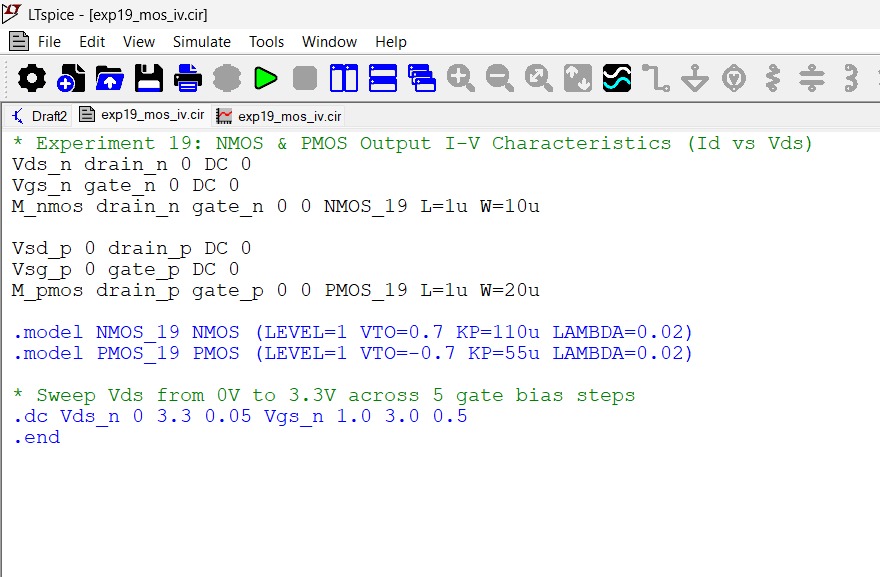 LTspice - [exp19_mos_iv.cir]
File Edit View Simulate Tools Window Help
Draft2 exp19_mos_iv.cir exp19_mos_iv.cir
* Experiment 19: NMOS & PMOS Output I-V Characteristics (Id vs Vds)
Vds_n drain_n 0 DC 0
Vgs_n gate_n 0 DC 0
M_nmos drain_n gate_n 0 0 NMOS_19 L=1u W=10u
Vsd_p 0 drain_p DC 0
Vsg_p 0 gate_p DC 0
M_pmos drain_p gate_p 0 0 PMOS_19 L=1u W=20u
.model NMOS_19 NMOS (LEVEL=1 VTO=0.7 KP=110u LAMBDA=0.02)
.model PMOS_19 PMOS (LEVEL=1 VTO=-0.7 KP=55u LAMBDA=0.02)
* Sweep Vds from 0V to 3.3V across 5 gate bias steps
.dc Vds_n 0 3.3 0.05 Vgs_n 1.0 3.0 0.5
.end